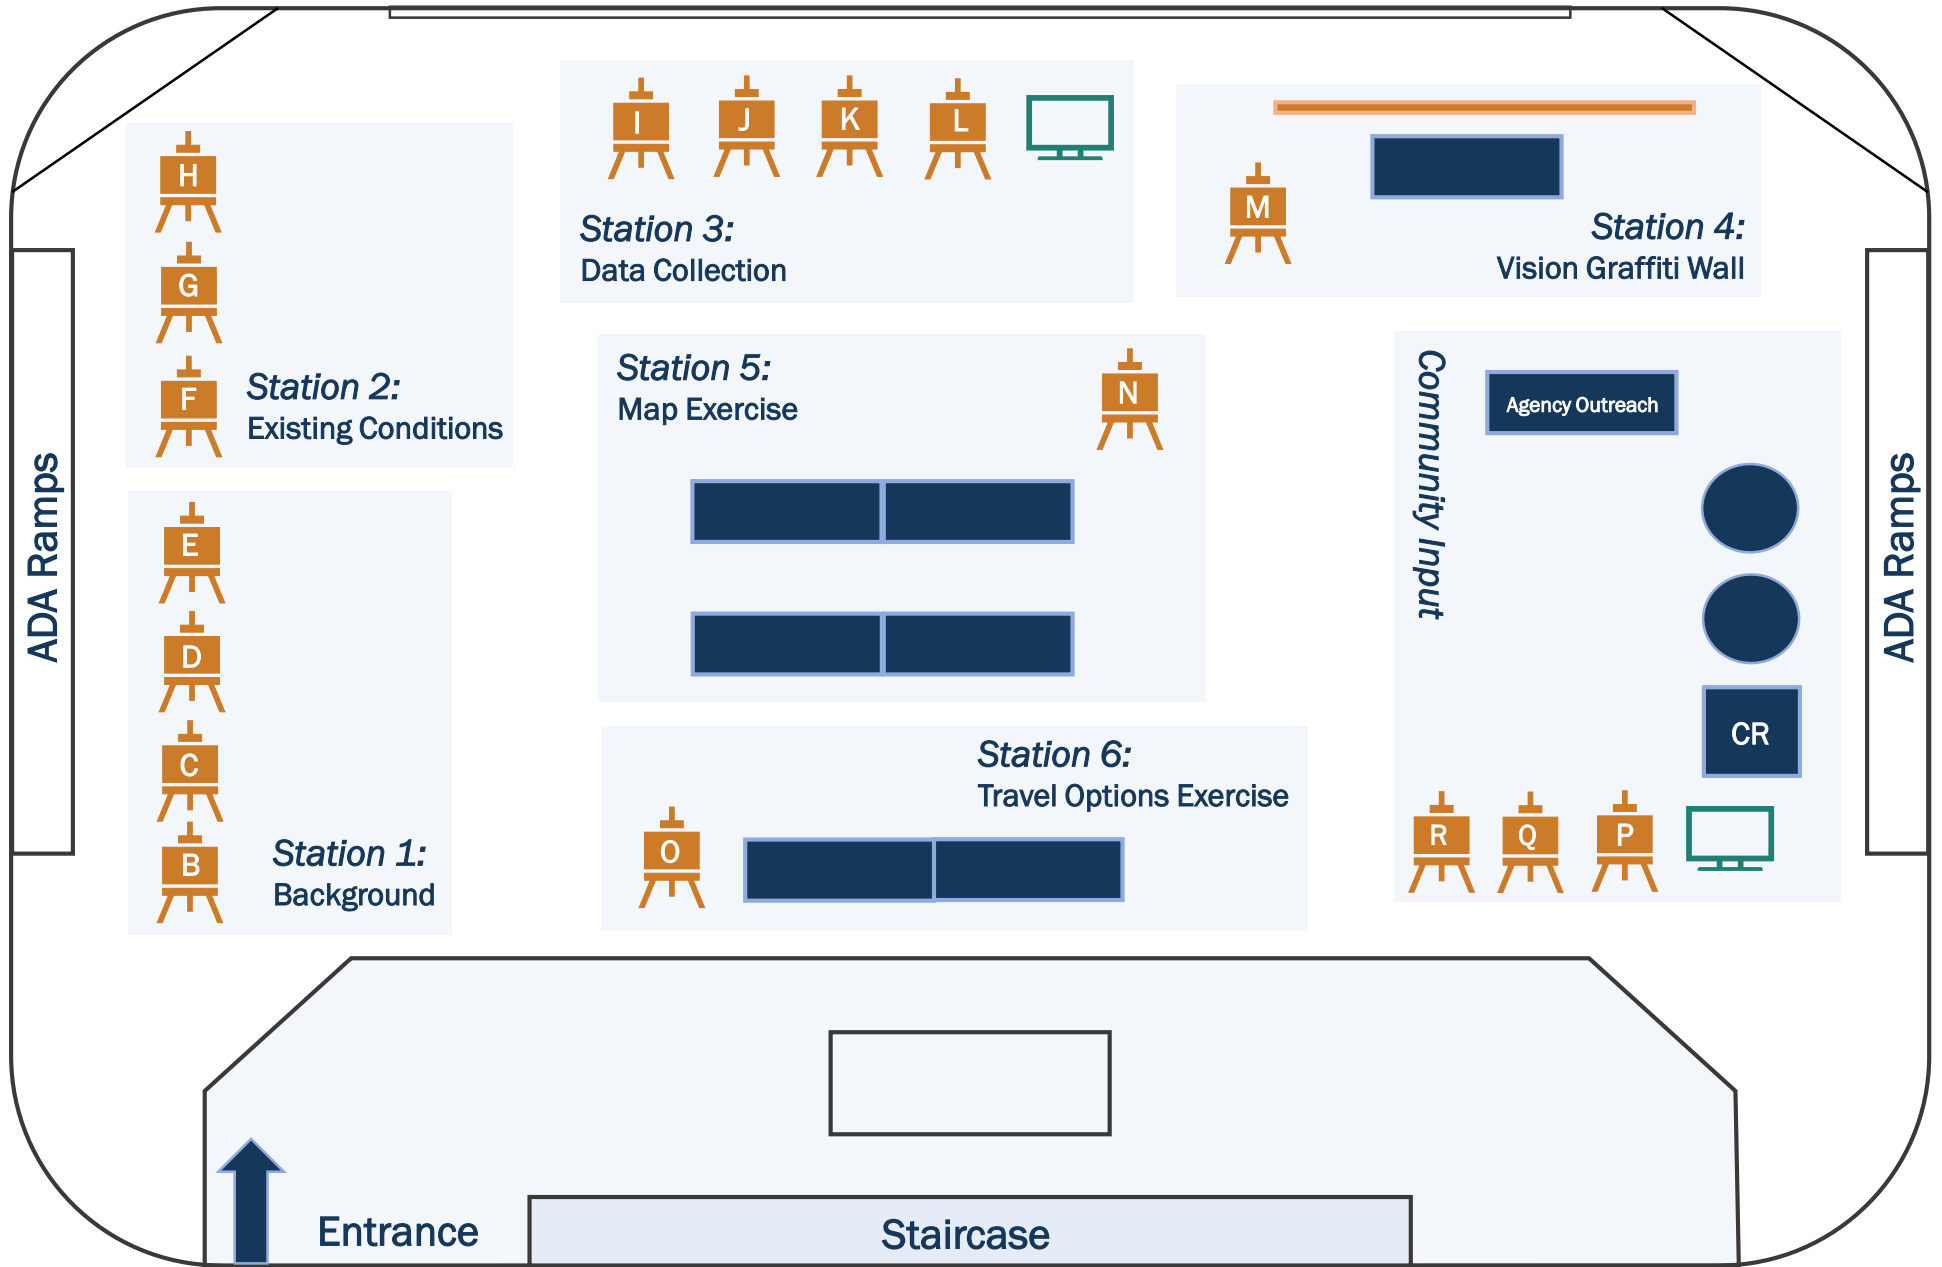 H
G
F
Station 2:
Existing Conditions
I
J
K
L
Station 3:
Data Collection
M
Station 4:
Vision Graffiti Wall
ADA Ramps
E
D
C
B
Station 1:
Background
Station 5:
Map Exercise
N
Station 6:
Travel Options Exercise
O
Community Input
Agency Outreach
CR
R
Q
P
ADA Ramps
Entrance
Staircase